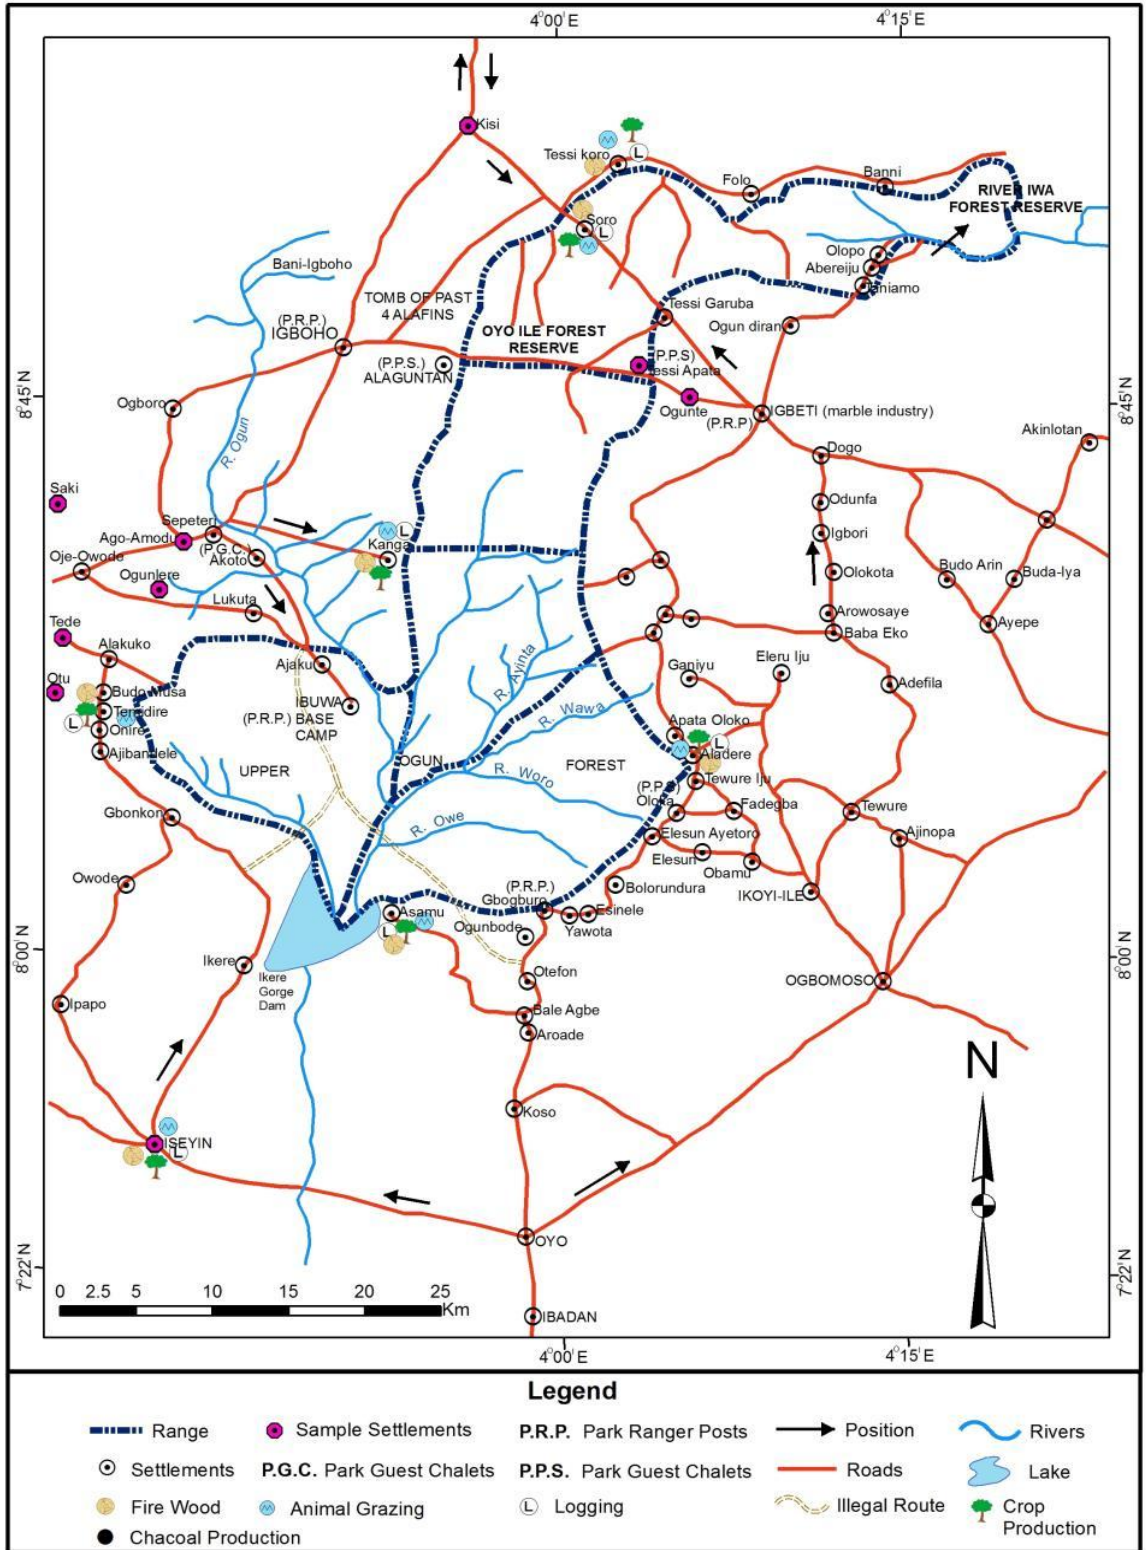 4°00'E
4°15'E
Kisi
Tessi koro
L
Folo
Banni
RIVER IWA
FOREST RESERVE
Soro
L
Bani-Igboho
Olopo
Abereiju
Taniamo
TOMB OF PAST
4 ALAFINS
Tessi Garuba
(P.R.P.)
IGBOHO
OYO ILE FOREST
RESERVE
Ogun diran
(P.P.S.)
ALAGUNTAN
(P.P.S)
Tessi Apata
8°45'N
8°45'N
Ogboro
Ogunte
(P.R.P)
IGBETI (marble industry)
Akinlotan
R. Ogun
Dogo
Saki
Odunfa
Sepeteri
L
Ago-Amodu
(P.G.C.)
Akoto
Kanga
Igbori
Oje-Owode
Ogunlere
Olokota
Budo Arin
Buda-Iya
Lukuta
Arowosaye
Tede
Baba Eko
Ayepe
Alakuko
Ajaku
R. Ayinta
Ganiyu
Eleru Iju
Otu
Budo Musa
Adefila
Temidire
L
IBUWA
(P.R.P.) BASE
CAMP
R. Wawa
Onire
Apata Oloko
L
Ajibandele
Aladere
UPPER
OGUN
R. Woro
FOREST
Tewure Iju
(P.P.S)
Oloka
Gbonkon
R. Owe
Fadegba
Tewure
Elesun Ayetoro
Ajinopa
Elesun
Obamu
Owode
(P.R.P.)
Gbogburo
Bolorundura
IKOYI-ILE
Asamu
L
Esinele
Ogunbode
Yawota
8°00'N
8°00'N
Ikere
Ikere
Gorge
Dam
Otefon
OGBOMOSO
Ipapo
Bale Agbe
Aroade
N
Koso
ISEYIN
L
OYO
7°22'N
7°22'N
0 2.5 5 10 15 20 25
Km
IBADAN
4°00'E
4°15'E
Legend
Range
Sample Settlements
P.R.P. Park Ranger Posts
Position
Rivers
Settlements
P.G.C. Park Guest Chalets
P.P.S. Park Guest Chalets
Roads
Lake
Fire Wood
Animal Grazing
L Logging
Illegal Route
Crop
Production
Chacoal Production